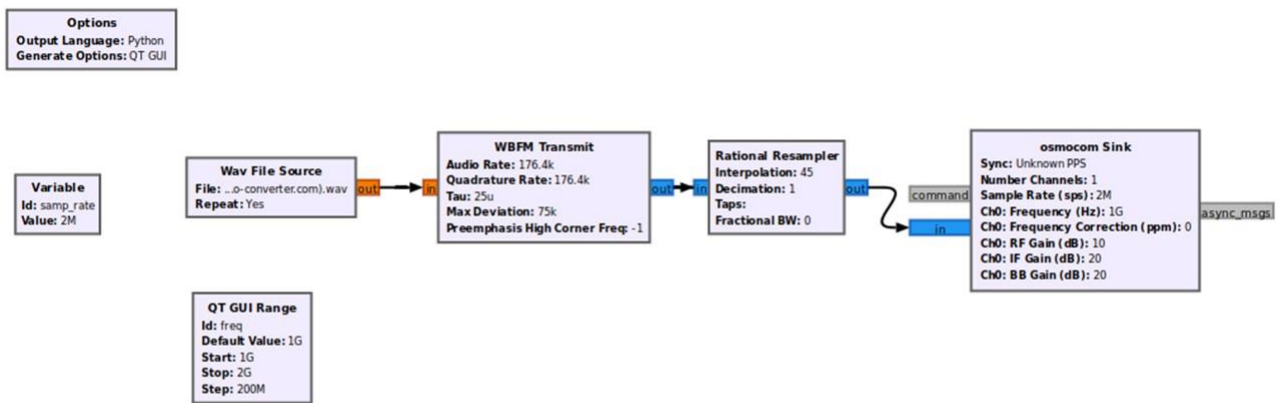 Options
Output Language: Python
Generate Options: QT GUI
Variable
Id: samp_rate
Value: 2M
Wav File Source
File: ...o-converter.com).wav
Repeat: Yes
out
in
WBFM Transmit
Audio Rate: 176.4k
Quadrature Rate: 176.4k
Tau: 25u
Max Deviation: 75k
Preemphasis High Corner Freq: -1
out
in
Rational Resampler
Interpolation: 45
Decimation: 1
Taps:
Fractional BW: 0
out
command
in
osmocom Sink
Sync: Unknown PPS
Number Channels: 1
Sample Rate (sps): 2M
Ch0: Frequency (Hz): 1G
Ch0: Frequency Correction (ppm): 0
Ch0: RF Gain (dB): 10
Ch0: IF Gain (dB): 20
Ch0: BB Gain (dB): 20
async_msgs
QT GUI Range
Id: freq
Default Value: 1G
Start: 1G
Stop: 2G
Step: 200M